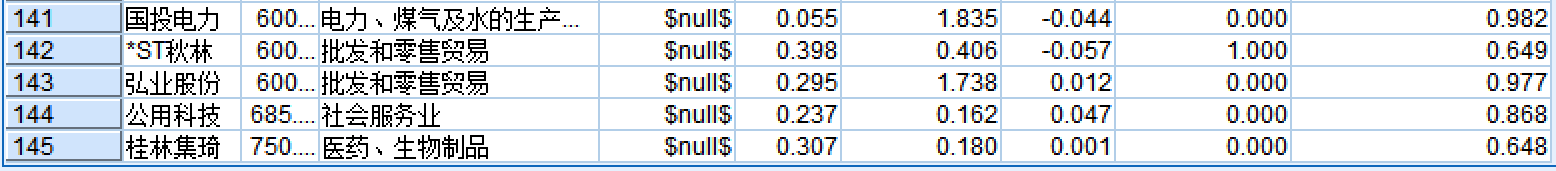 141 国投电力 600... 电力、煤气及水的生产... $null$ 0.055 1.835 -0.044 0.000 0.982
142 *ST秋林 600... 批发和零售贸易 $null$ 0.398 0.406 -0.057 1.000 0.649
143 弘业股份 600... 批发和零售贸易 $null$ 0.295 1.738 0.012 0.000 0.977
144 公用科技 685.... 社会服务业 $null$ 0.237 0.162 0.047 0.000 0.868
145 桂林集琦 750.... 医药、生物制品 $null$ 0.307 0.180 0.001 0.000 0.648